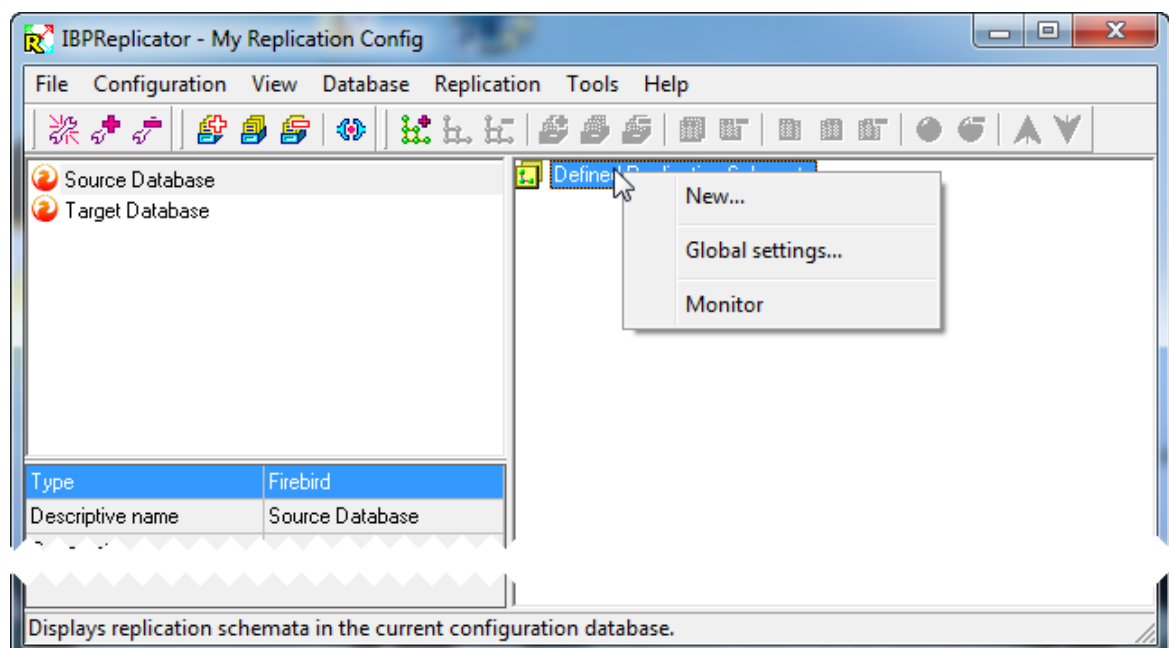 IBPReplicator - My Replication Config
File Configuration View Database Replication Tools Help
Source Database
Target Database
Defined
New...
Global settings...
Monitor
Type Firebird
Descriptive name Source Database
Displays replication schemata in the current configuration database.